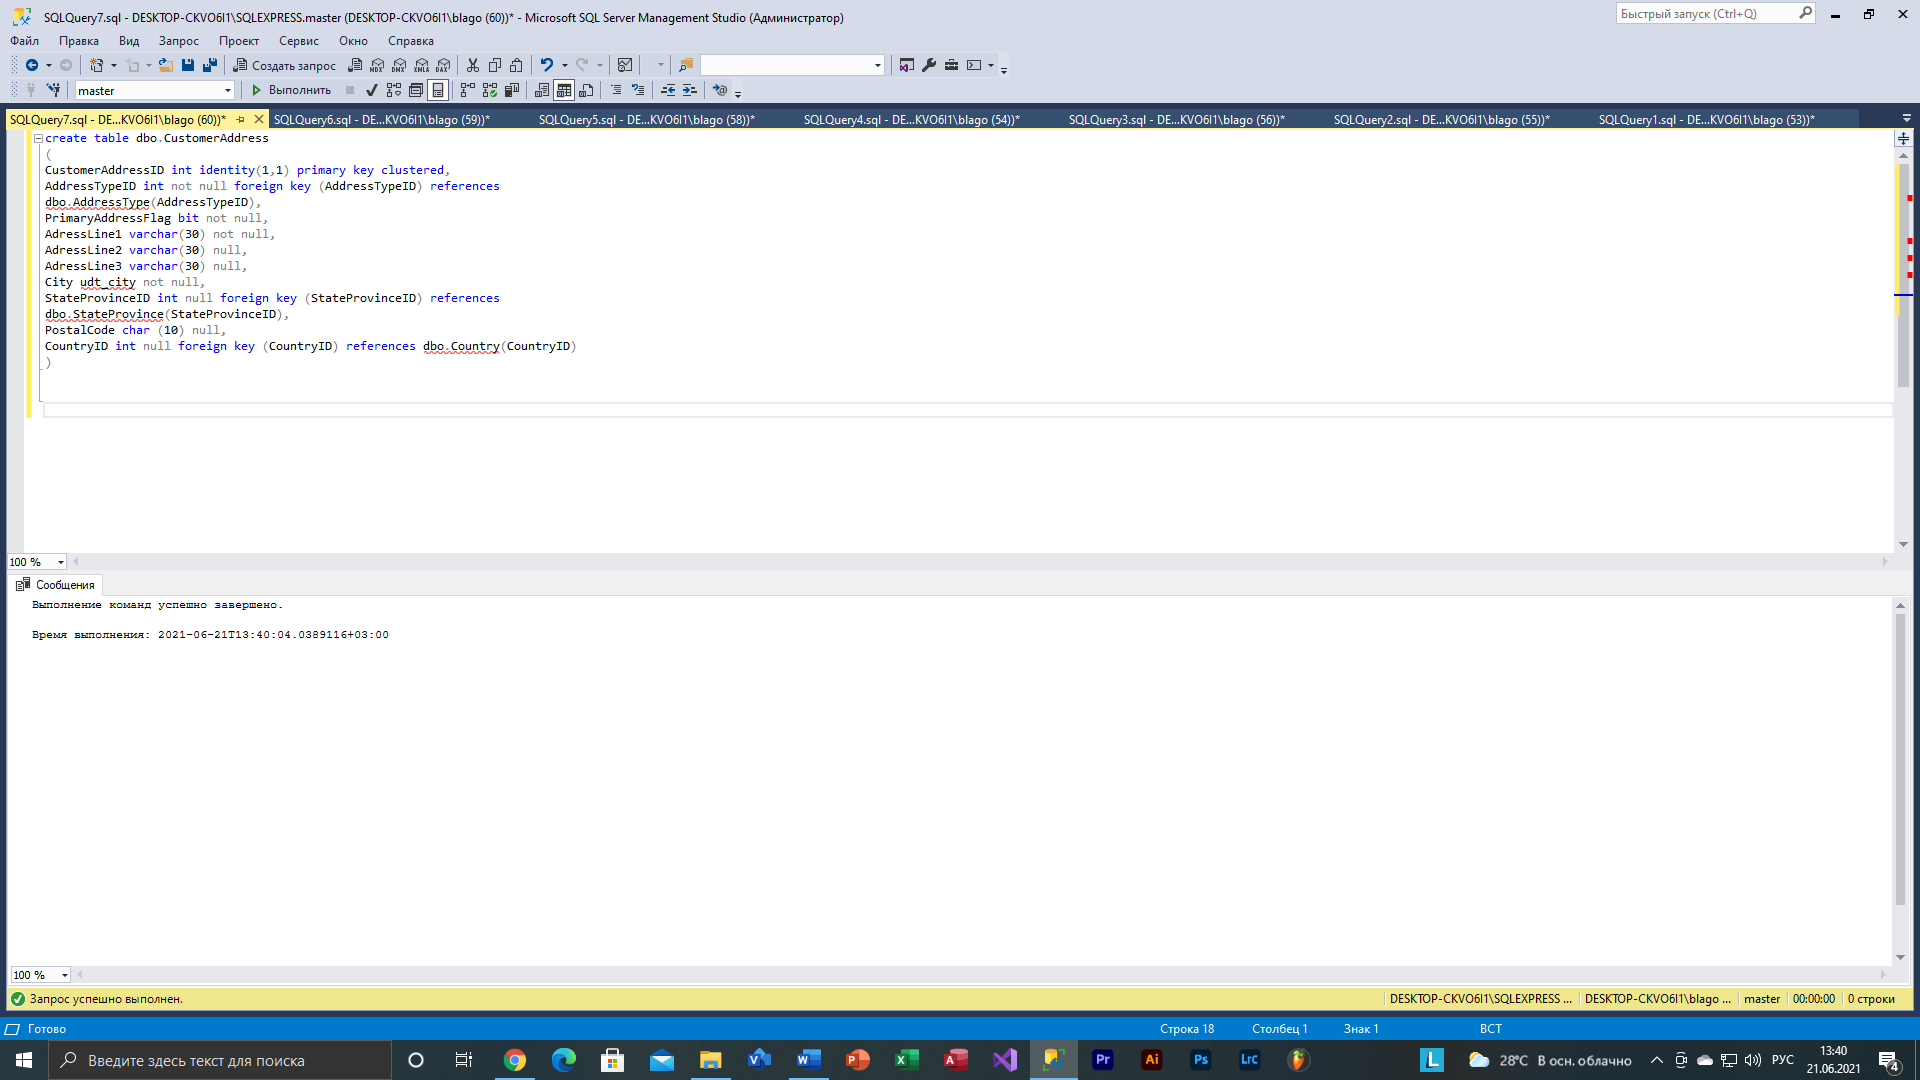 SQLQuery7.sql - DESKTOP-CKVO6I1\SQLEXPRESS.master (DESKTOP-CKVO6I1\blago (60))* - Microsoft SQL Server Management Studio (Администратор)
Быстрый запуск (Ctrl+Q)
Файл Правка Вид Запрос Проект Сервис Окно Справка
Создать запрос MDX DMX XMLA DAX
master Выполнить
SQLQuery7.sql - DE...KVO6I1\blago (60))* SQLQuery6.sql - DE...KVO6I1\blago (59))* SQLQuery5.sql - DE...KVO6I1\blago (58))* SQLQuery4.sql - DE...KVO6I1\blago (54))* SQLQuery3.sql - DE...KVO6I1\blago (56))* SQLQuery2.sql - DE...KVO6I1\blago (55))* SQLQuery1.sql - DE...KVO6I1\blago (53))*
create table dbo.CustomerAddress
(
CustomerAddressID int identity(1,1) primary key clustered,
AddressTypeID int not null foreign key (AddressTypeID) references
dbo.AddressType(AddressTypeID),
PrimaryAddressFlag bit not null,
AdressLine1 varchar(30) not null,
AdressLine2 varchar(30) null,
AdressLine3 varchar(30) null,
City udt_city not null,
StateProvinceID int null foreign key (StateProvinceID) references
dbo.StateProvince(StateProvinceID),
PostalCode char (10) null,
CountryID int null foreign key (CountryID) references dbo.Country(CountryID)
)
100 %
Сообщения
Выполнение команд успешно завершено.
Время выполнения: 2021-06-21T13:40:04.0389116+03:00
100 %
Запрос успешно выполнен. DESKTOP-CKVO6I1\SQLEXPRESS ... DESKTOP-CKVO6I1\blago ... master 00:00:00 0 строки
Готово Строка 18 Столбец 1 Знак 1 ВСТ
Введите здесь текст для поиска Pr Ai Ps Lrc L 28°C В осн. облачно РУС 13:40
21.06.2021 4